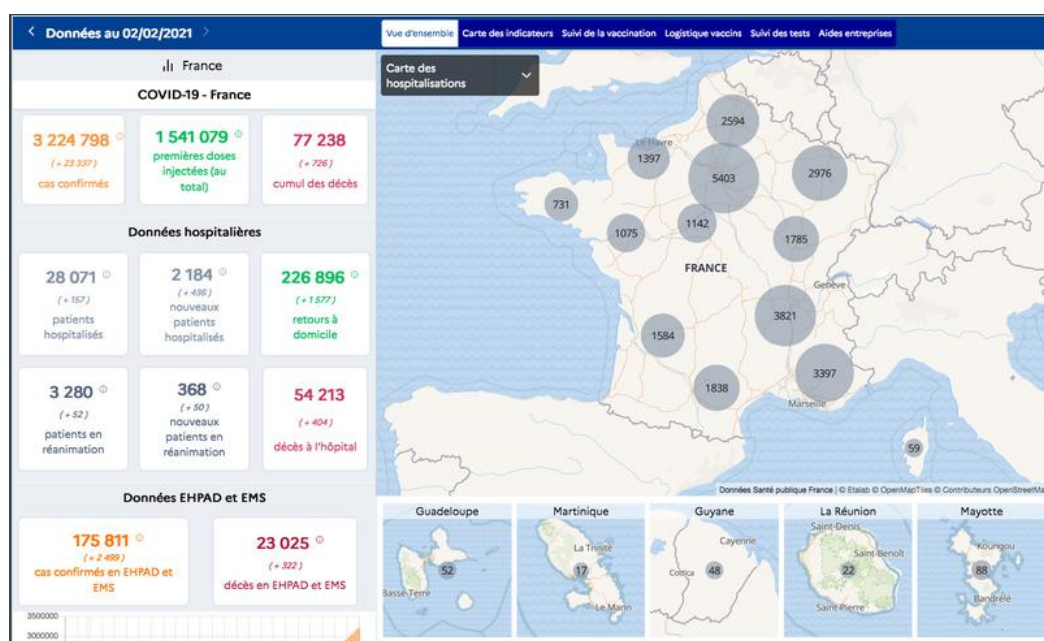 Données au 02/02/2021
Vue d'ensemble Carte des indicateurs Suivi de la vaccination Logistique vaccins Suivi des tests Aides entreprises
France
COVID-19 - France
3 224 798
(+ 23 337)
cas confirmés
1 541 079
premières doses
injectées (au
total)
77 238
(+ 726)
cumul des décès
Données hospitalières
28 071
(+ 157)
patients
hospitalisés
2 184
(+ 436)
nouveaux
patients
hospitalisés
226 896
(+ 1 577)
retours à
domicile
3 280
(+ 52)
patients en
réanimation
368
(+ 50)
nouveaux
patients en
réanimation
54 213
(+ 404)
décès à l'hôpital
Données EHPAD et EMS
175 811
(+ 2 499)
cas confirmés en EHPAD et
EMS
23 025
(+ 322)
décès en EHPAD et EMS
3500000
3000000
Carte des
hospitalisations
2594
Le Havre
1397
5403
2976
731
1075
1142
1785
FRANCE
Genève
3821
1584
3397
1838
Marseille
59
Données Santé publique France | © Etalab © OpenMapTiles © Contributeurs OpenStreetMa
Guadeloupe
52
Basse-Terre
Martinique
La Trinité
17
Le Marin
Guyane
Cayenne
Cottica
48
La Réunion
Saint-Denis
Saint-Benoît
22
Saint-Pierre
Mayotte
Koungou
88
Bandrélé